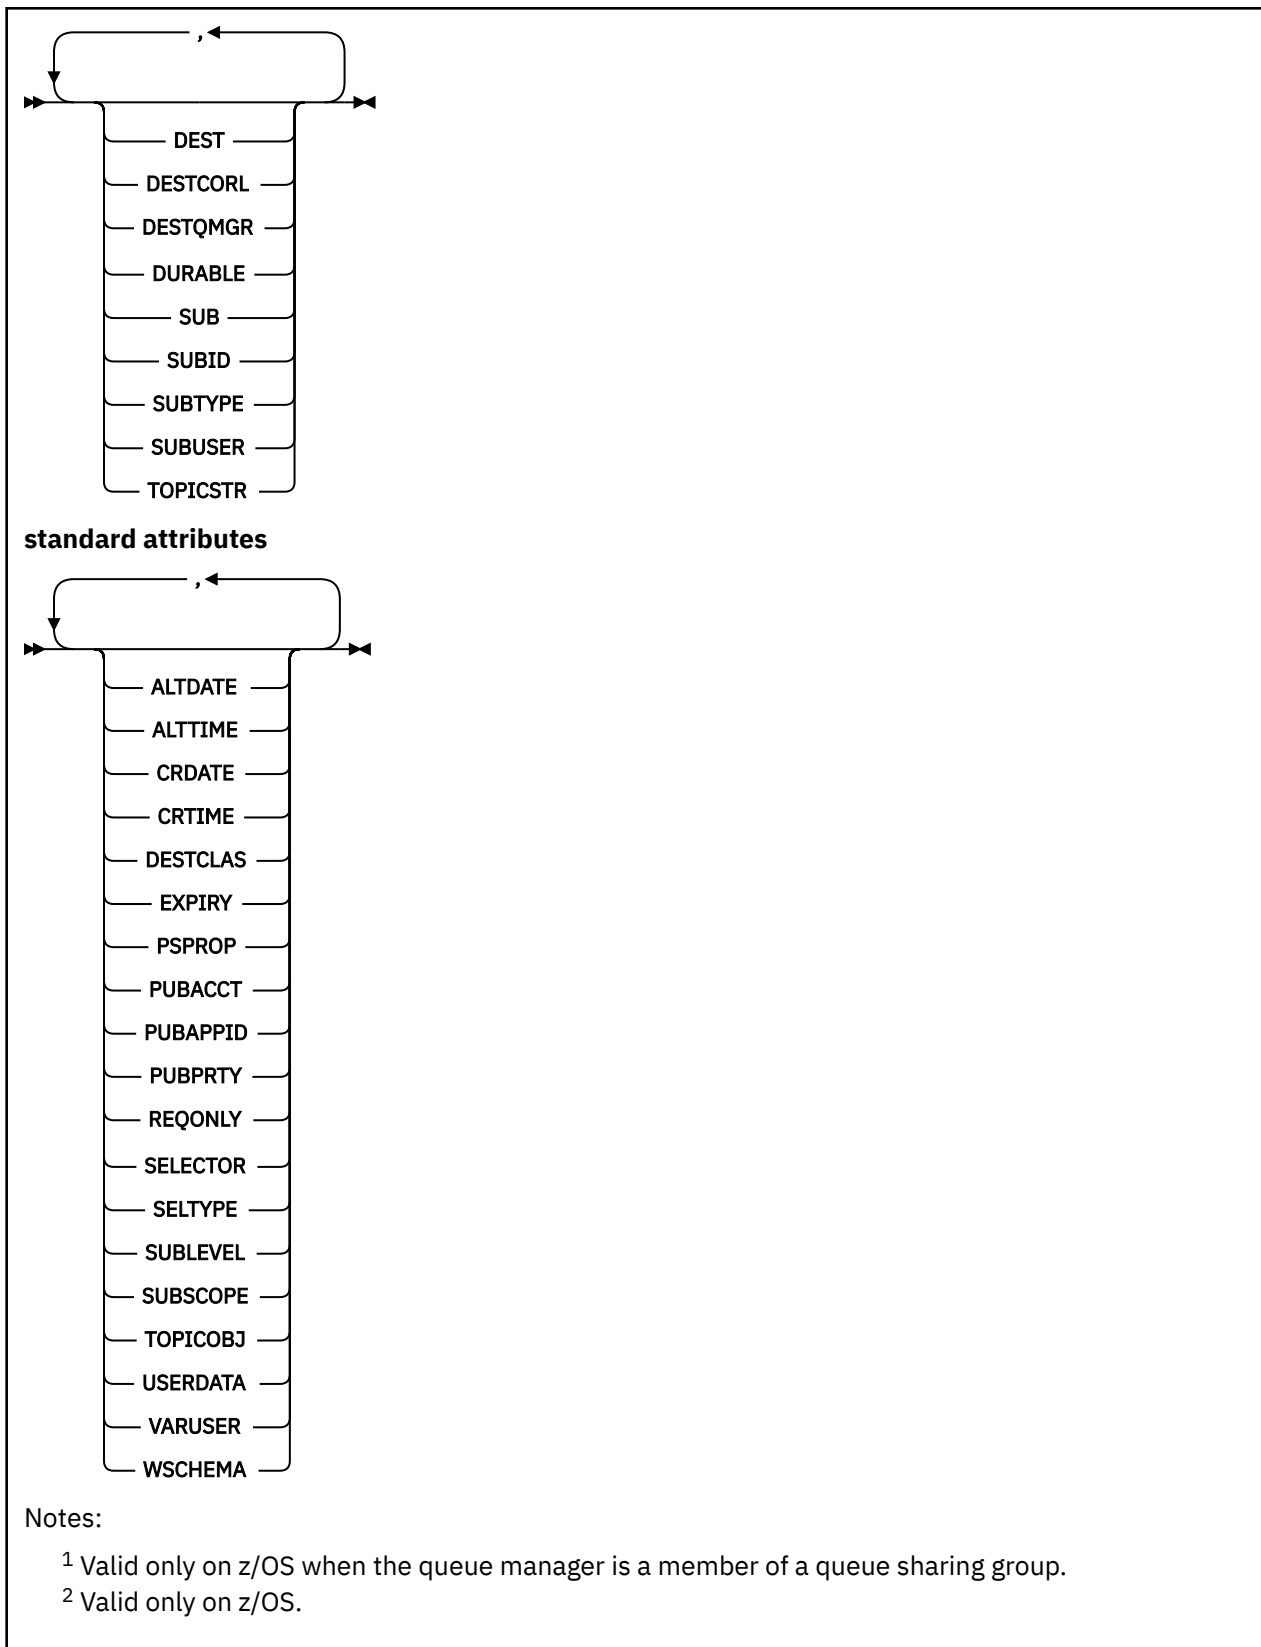 ,
DEST
DESTCORL
DESTQMGR
DURABLE
SUB
SUBID
SUBTYPE
SUBUSER
TOPICSTR
standard attributes
,
ALTDATE
ALTTIME
CRDATE
CRTIME
DESTCLAS
EXPIRY
PSPROP
PUBACCT
PUBAPPID
PUBPRTY
REQONLY
SELECTOR
SELTYPE
SUBLEVEL
SUBSCOPE
TOPICOBJ
USERDATA
VARUSER
WSCHEMA
Notes:
1 Valid only on z/OS when the queue manager is a member of a queue sharing group.
2 Valid only on z/OS.